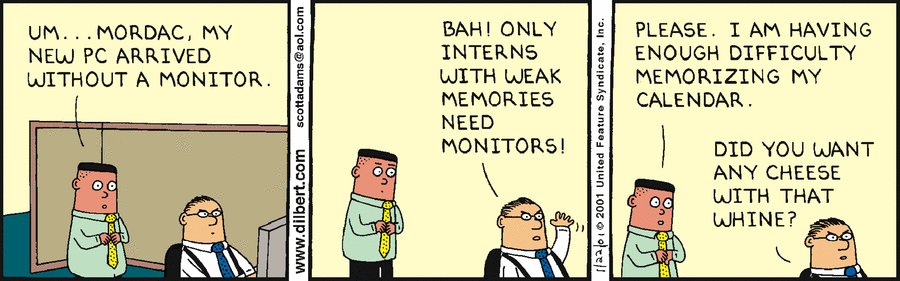 UM...MORDAC, MY
NEW PC ARRIVED
WITHOUT A MONITOR.
www.dilbert.com scottadams@aol.com
BAH! ONLY
INTERNS
WITH WEAK
MEMORIES
NEED
MONITORS!
1/22/01 © 2001 United Feature Syndicate, Inc.
PLEASE. I AM HAVING
ENOUGH DIFFICULTY
MEMORIZING MY
CALENDAR.
DID YOU WANT
ANY CHEESE
WITH THAT
WHINE?